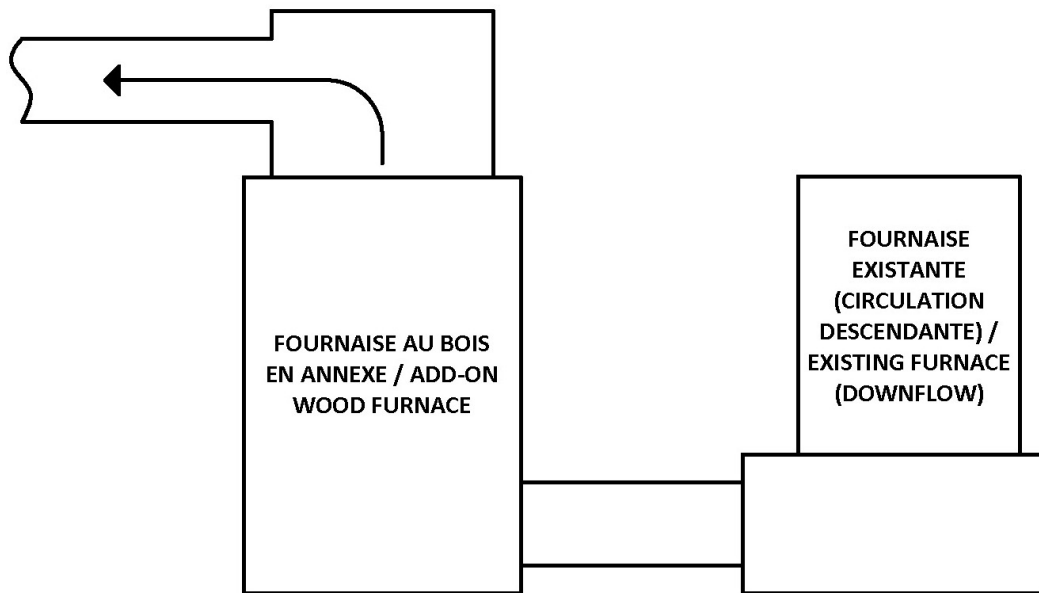 FOURNAISE AU BOIS
EN ANNEXE / ADD-ON
WOOD FURNACE
FOURNAISE
EXISTANTE
(CIRCULATION
DESCENDANTE) /
EXISTING FURNACE
(DOWNFLOW)